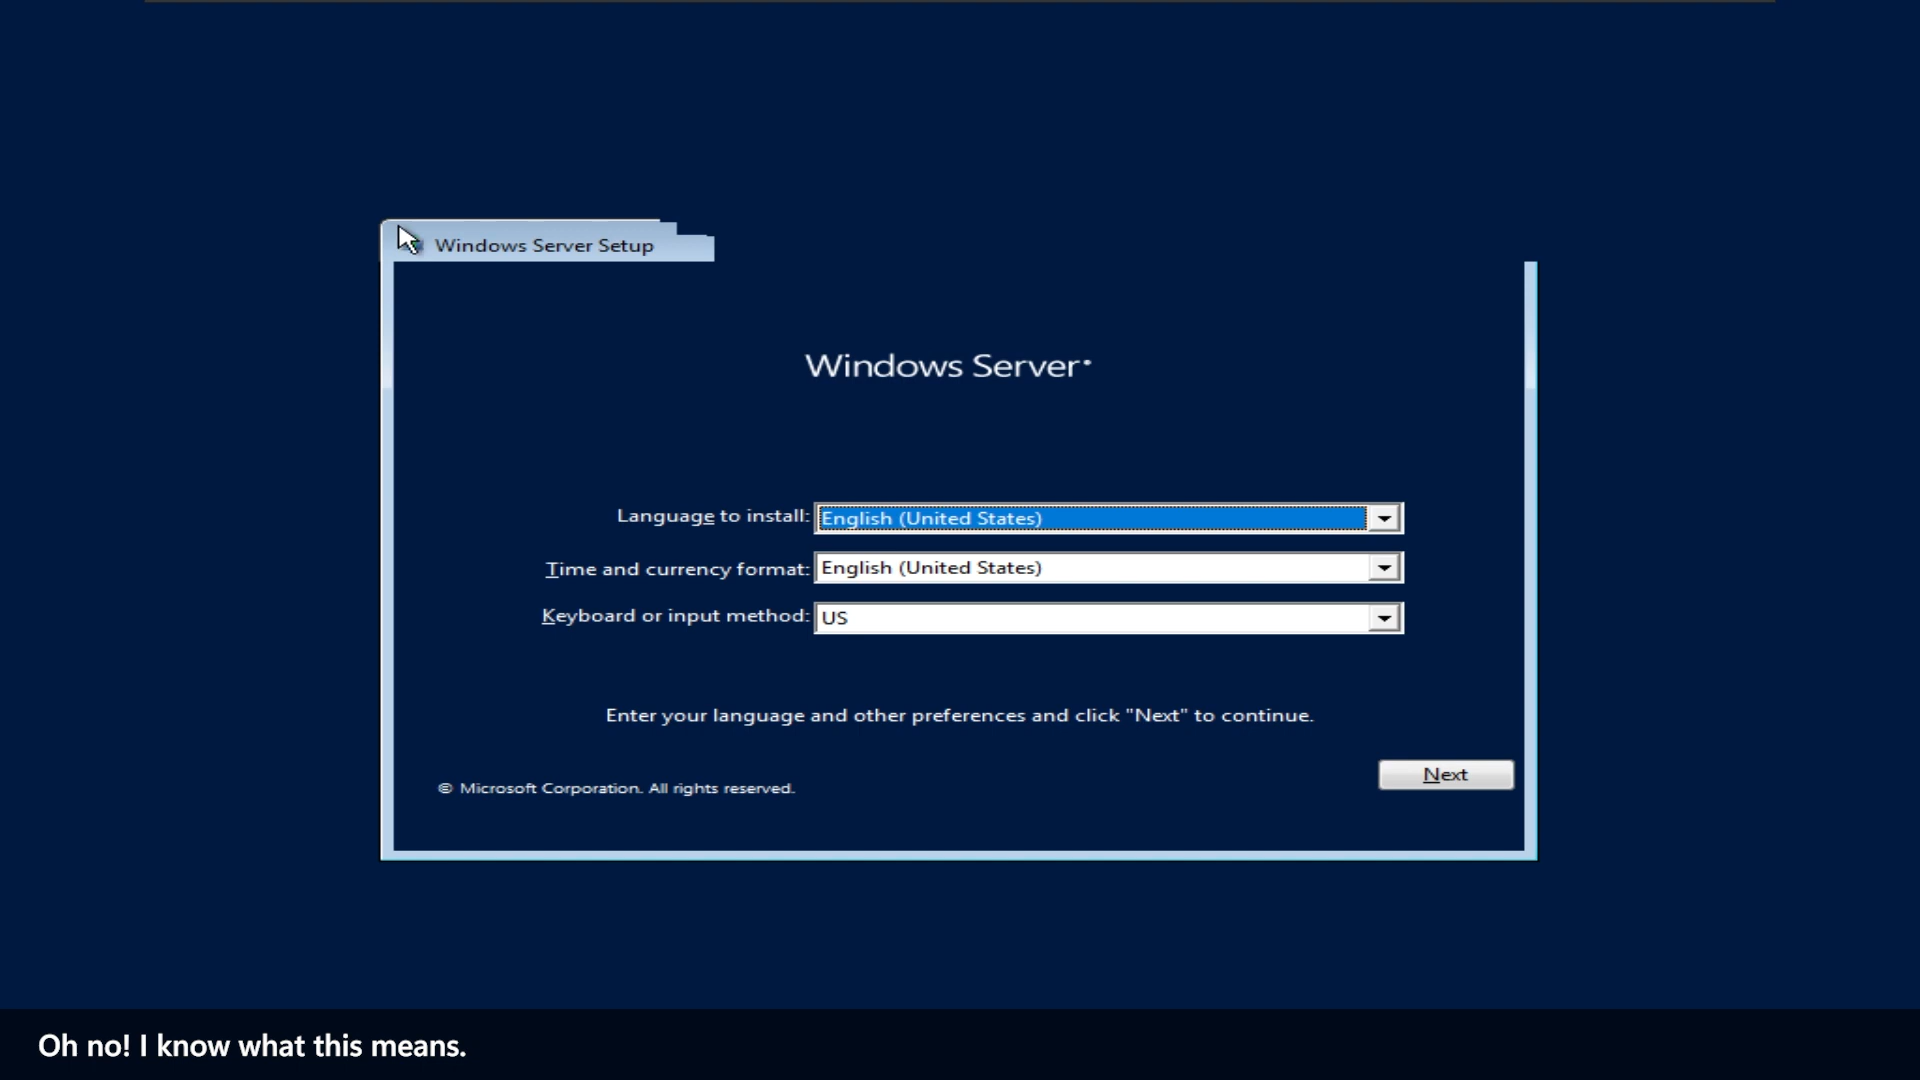 Windows Server Setup
Windows Server
Language to install:
English (United States)
Time and currency format:
English (United States)
Keyboard or input method:
US
Enter your language and other preferences and click "Next" to continue.
Next
© Microsoft Corporation. All rights reserved.
Oh no! I know what this means.